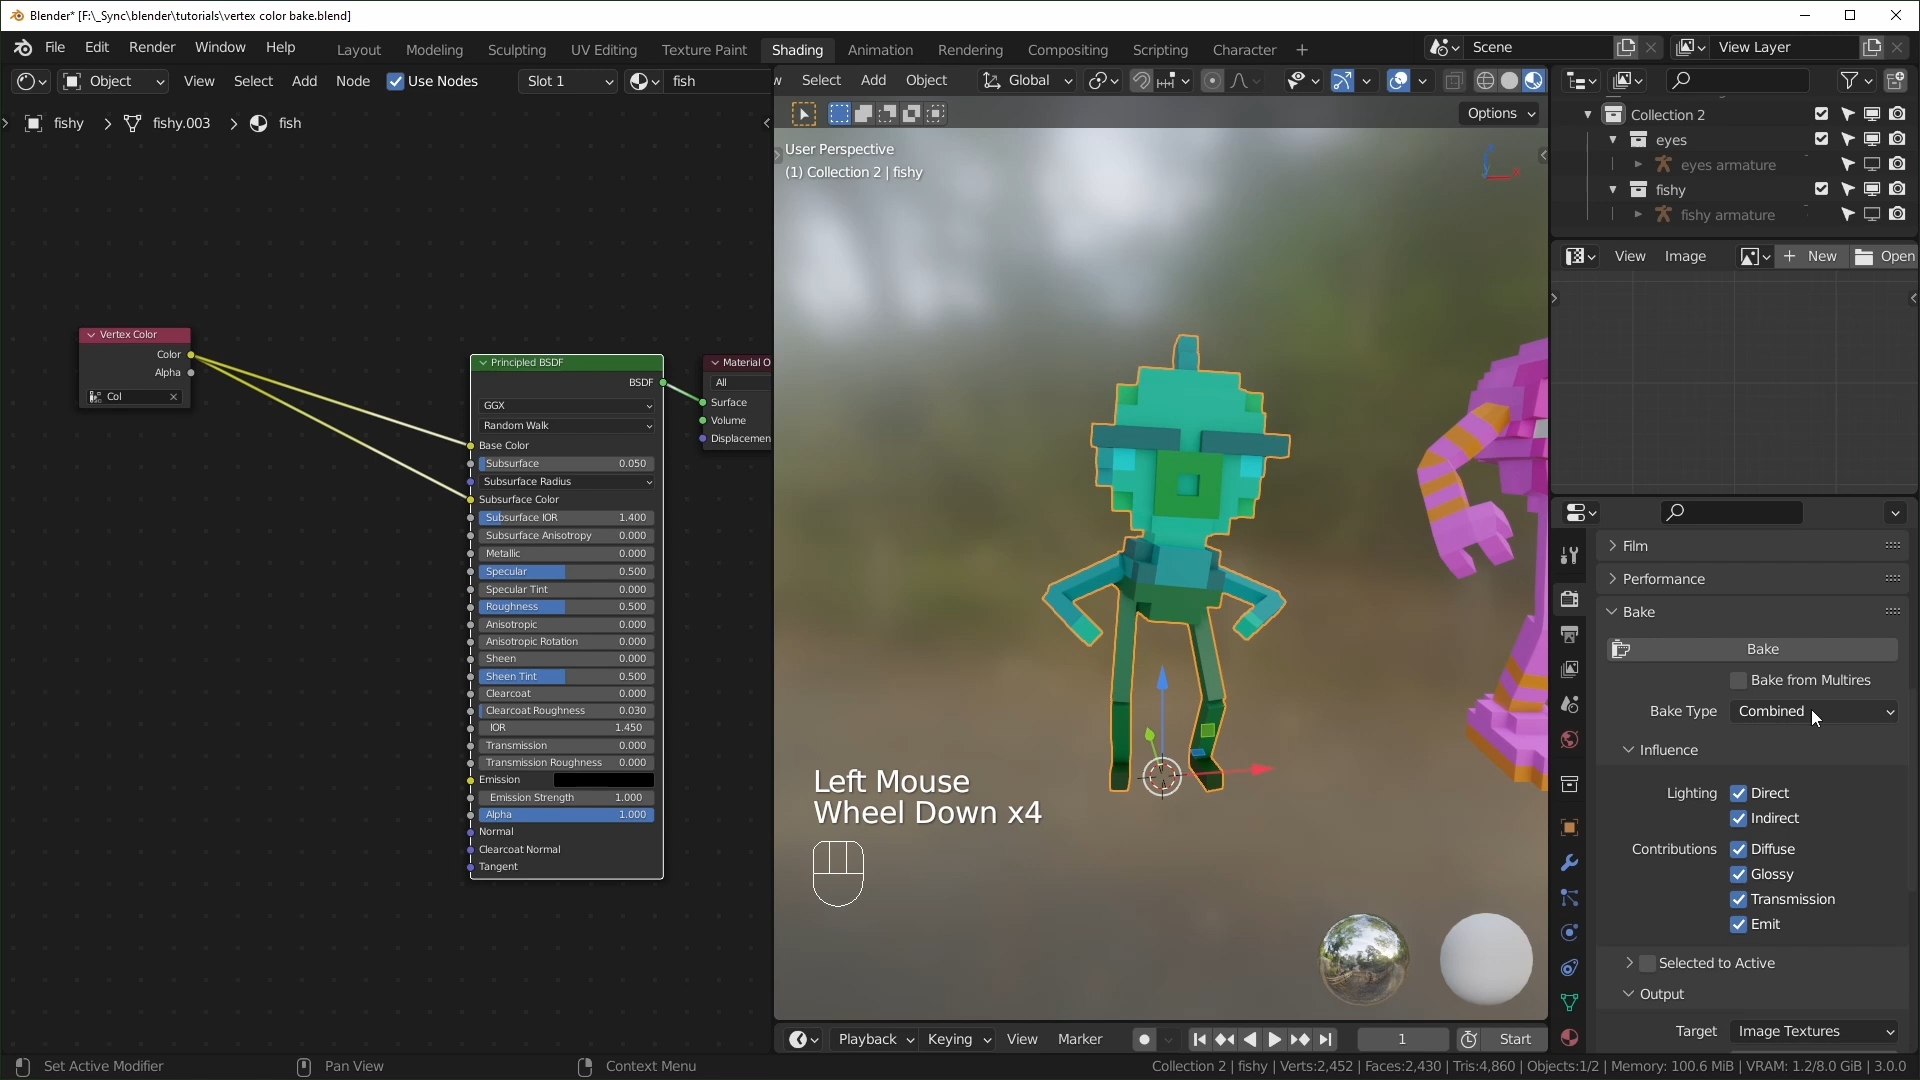 Blender* [F:\_Sync\blender\tutorials\vertex color bake.blend]
File Edit Render Window Help
Layout Modeling Sculpting UV Editing Texture Paint Shading Animation Rendering Compositing Scripting Character +
Scene
View Layer
Object View Select Add Node Use Nodes Slot 1 fish
w Select Add Object Global
Options
fishy > fishy.003 > fish
User Perspective
(1) Collection 2 | fishy
Collection 2
eyes
eyes armature
fishy
fishy armature
View Image + New Open
Vertex Color
Color
Alpha
Col
Principled BSDF
BSDF
GGX
Random Walk
Base Color
Subsurface 0.050
Subsurface Radius
Subsurface Color
Subsurface IOR 1.400
Subsurface Anisotropy 0.000
Metallic 0.000
Specular 0.500
Specular Tint 0.000
Roughness 0.500
Anisotropic 0.000
Anisotropic Rotation 0.000
Sheen 0.000
Sheen Tint 0.500
Clearcoat 0.000
Clearcoat Roughness 0.030
IOR 1.450
Transmission 0.000
Transmission Roughness 0.000
Emission
Emission Strength 1.000
Alpha 1.000
Normal
Clearcoat Normal
Tangent
Material O
All
Surface
Volume
Displacemen
Left Mouse
Wheel Down x4
Film
Performance
Bake
Bake
Bake from Multires
Bake Type Combined
Influence
Lighting Direct
Indirect
Contributions Diffuse
Glossy
Transmission
Emit
Selected to Active
Output
Target Image Textures
Playback Keying View Marker 1 Start
Set Active Modifier Pan View Context Menu
Collection 2 | fishy | Verts:2,452 | Faces:2,430 | Tris:4,860 | Objects:1/2 | Memory: 100.6 MiB | VRAM: 1.2/8.0 GiB | 3.0.0